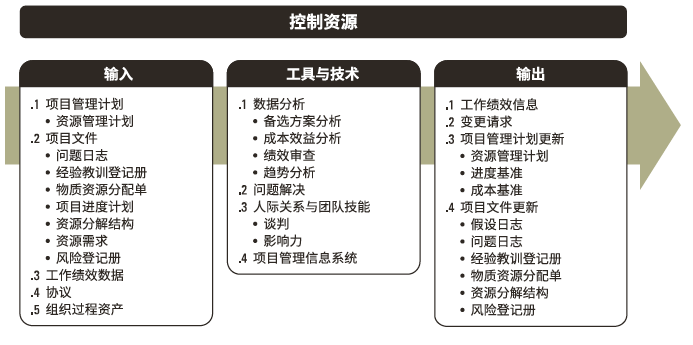 控制资源
输入
.1 项目管理计划
• 资源管理计划
.2 项目文件
• 问题日志
• 经验教训登记册
• 物质资源分配单
• 项目进度计划
• 资源分解结构
• 资源需求
• 风险登记册
.3 工作绩效数据
.4 协议
.5 组织过程资产
工具与技术
.1 数据分析
• 备选方案分析
• 成本效益分析
• 绩效审查
• 趋势分析
.2 问题解决
.3 人际关系与团队技能
• 谈判
• 影响力
.4 项目管理信息系统
输出
.1 工作绩效信息
.2 变更请求
.3 项目管理计划更新
• 资源管理计划
• 进度基准
• 成本基准
.4 项目文件更新
• 假设日志
• 问题日志
• 经验教训登记册
• 物质资源分配单
• 资源分解结构
• 风险登记册